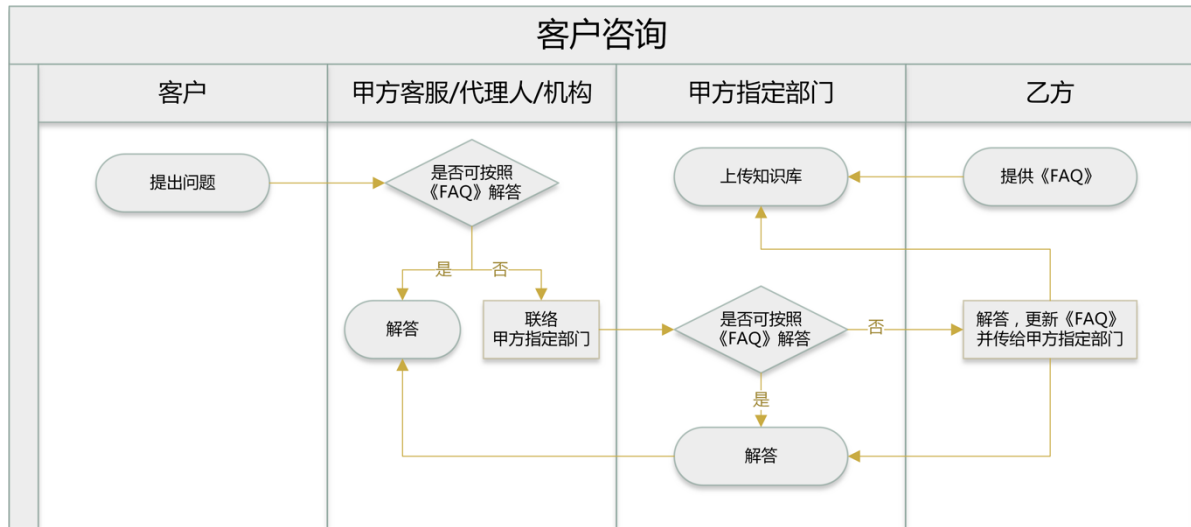 客户咨询
客户
甲方客服/代理人/机构
甲方指定部门
乙方
提出问题
是否可按照
《FAQ》解答
上传知识库
提供《FAQ》
是
否
解答
联络
甲方指定部门
是否可按照
《FAQ》解答
否
解答，更新《FAQ》
并传给甲方指定部门
是
解答